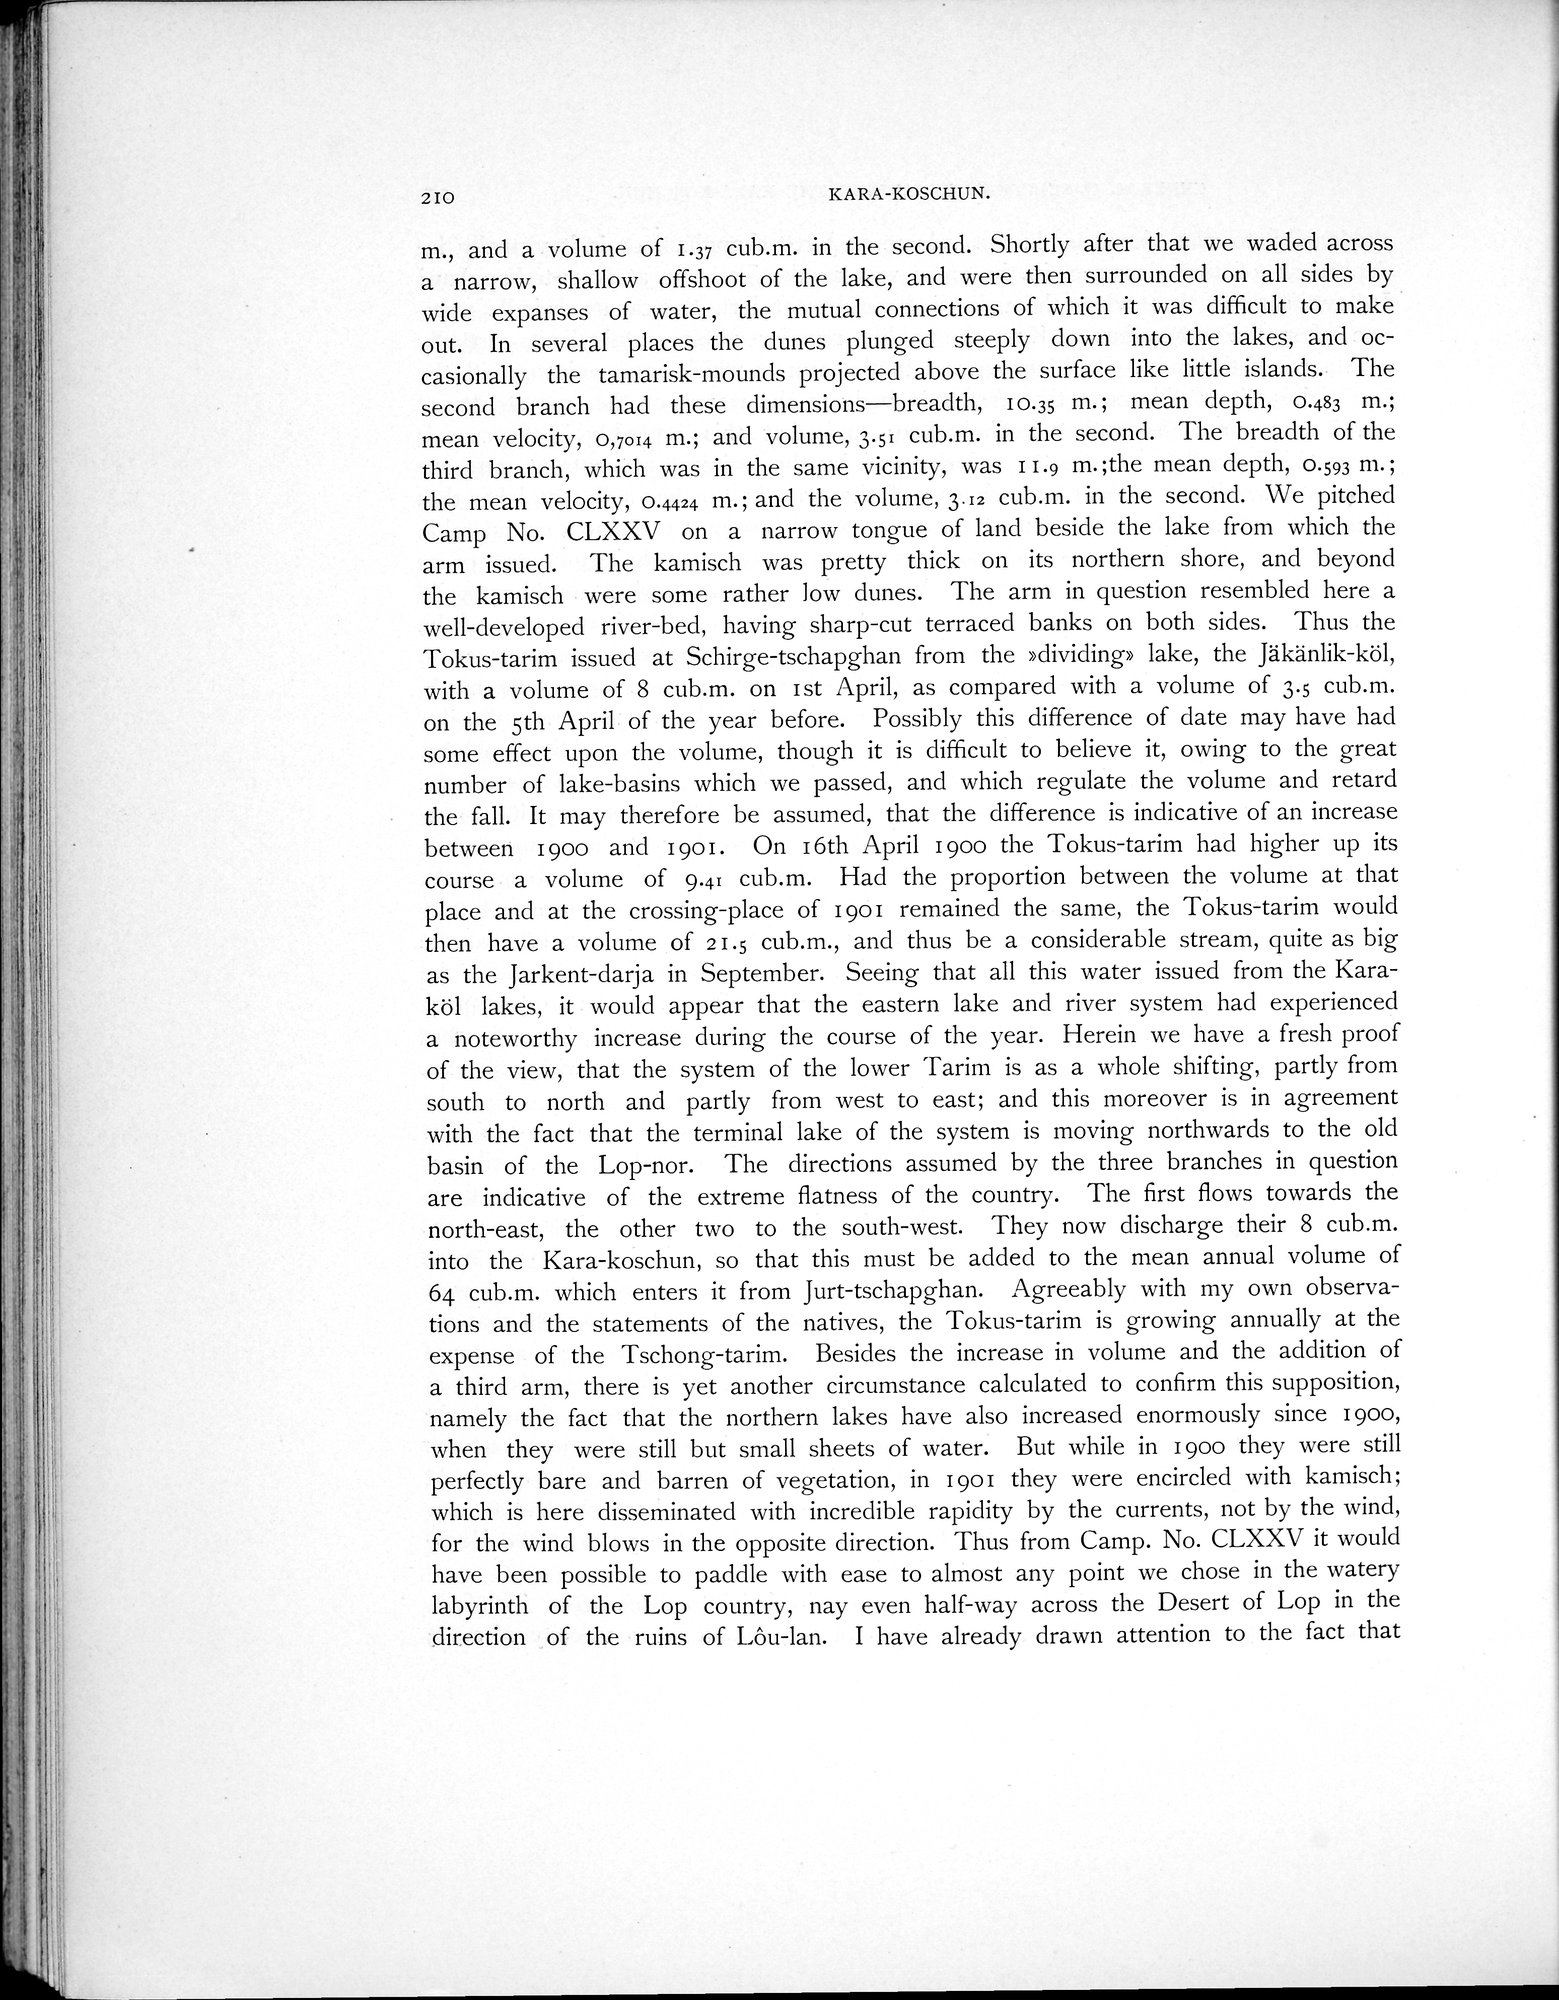 210
KARA-KOSCHUN.
m., and a volume of 1.37 cub.m. in the second. Shortly after that we waded across
a narrow, shallow offshoot of the lake, and were then surrounded on all sides by
wide expanses of water, the mutual connections of which it was difficult to make
out. In several places the dunes plunged steeply down into the lakes, and oc-
casionally the tamarisk-mounds projected above the surface like little islands. The
second branch had these dimensions—breadth, 10.35 m.; mean depth, 0.483 m.;
mean velocity, 0,7014 m.; and volume, 3.51 cub.m. in the second. The breadth of the
third branch, which was in the same vicinity, was 11.9 m.;the mean depth, 0.593 m.;
the mean velocity, 0.4424 m.; and the volume, 3.12 cub.m. in the second. We pitched
Camp No. CLXXV on a narrow tongue of land beside the lake from which the
arm issued. The kamisch was pretty thick on its northern shore, and beyond
the kamisch were some rather low dunes. The arm in question resembled here a
well-developed river-bed, having sharp-cut terraced banks on both sides. Thus the
Tokus-tarim issued at Schirge-tschapghan from the »dividing» lake, the Jäkänlik-köl,
with a volume of 8 cub.m. on 1st April, as compared with a volume of 3.5 cub.m.
on the 5th April of the year before. Possibly this difference of date may have had
some effect upon the volume, though it is difficult to believe it, owing to the great
number of lake-basins which we passed, and which regulate the volume and retard
the fall. It may therefore be assumed, that the difference is indicative of an increase
between 1900 and 1901. On 16th April 1900 the Tokus-tarim had higher up its
course a volume of 9.41 cub.m. Had the proportion between the volume at that
place and at the crossing-place of 1901 remained the same, the Tokus-tarim would
then have a volume of 21.5 cub.m., and thus be a considerable stream, quite as big
as the Jarkent-darja in September. Seeing that all this water issued from the Kara-
köl lakes, it would appear that the eastern lake and river system had experienced
a noteworthy increase during the course of the year. Herein we have a fresh proof
of the view, that the system of the lower Tarim is as a whole shifting, partly from
south to north and partly from west to east; and this moreover is in agreement
with the fact that the terminal lake of the system is moving northwards to the old
basin of the Lop-nor. The directions assumed by the three branches in question
are indicative of the extreme flatness of the country. The first flows towards the
north-east, the other two to the south-west. They now discharge their 8 cub.m.
into the Kara-koschun, so that this must be added to the mean annual volume of
64 cub.m. which enters it from Jurt-tschapghan. Agreeably with my own observa-
tions and the statements of the natives, the Tokus-tarim is growing annually at the
expense of the Tschong-tarim. Besides the increase in volume and the addition of
a third arm, there is yet another circumstance calculated to confirm this supposition,
namely the fact that the northern lakes have also increased enormously since 1900,
when they were still but small sheets of water. But while in 1900 they were still
perfectly bare and barren of vegetation, in 1901 they were encircled with kamisch;
which is here disseminated with incredible rapidity by the currents, not by the wind,
for the wind blows in the opposite direction. Thus from Camp. No. CLXXV it would
have been possible to paddle with ease to almost any point we chose in the watery
labyrinth of the Lop country, nay even half-way across the Desert of Lop in the
direction of the ruins of Lôu-lan. I have already drawn attention to the fact that